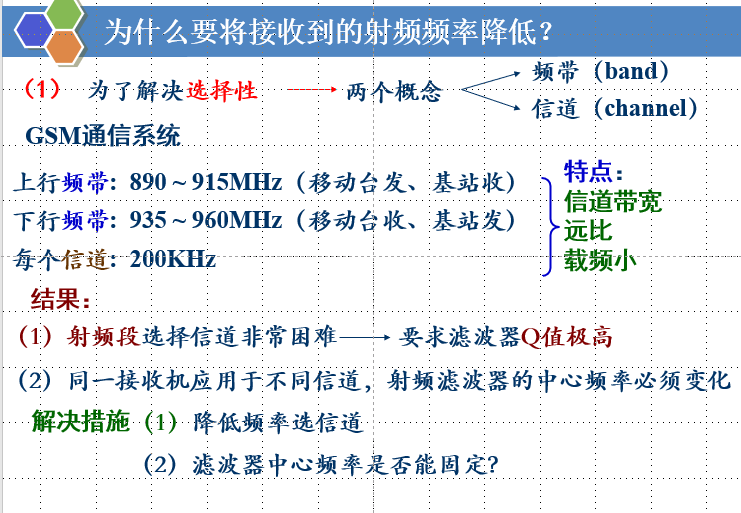 为什么要将接收到的射频频率降低?
(1) 为了解决选择性 两个概念 频带（band）
信道（channel）
GSM通信系统
上行频带: 890 ~ 915MHz（移动台发、基站收）
下行频带: 935 ~ 960MHz（移动台收、基站发）
每个信道: 200KHz
特点:
信道带宽
远比
载频小
结果:
（1）射频段选择信道非常困难 要求滤波器Q值极高
（2）同一接收机应用于不同信道，射频滤波器的中心频率必须变化
解决措施（1）降低频率选信道
（2）滤波器中心频率是否能固定?